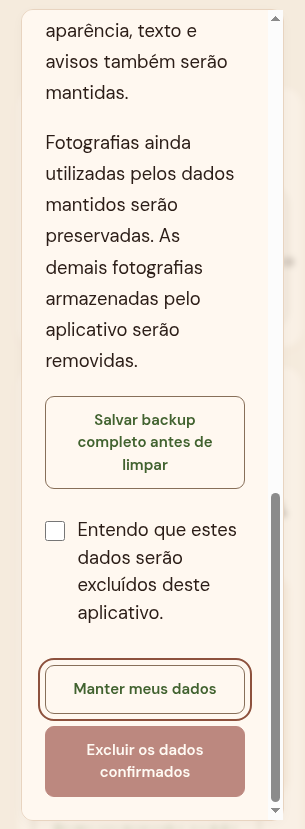 aparência, texto e
avisos também serão
mantidas.
Fotografias ainda
utilizadas pelos dados
mantidos serão
preservadas. As
demais fotografias
armazenadas pelo
aplicativo serão
removidas.
Salvar backup
completo antes de
limpar
Entendo que estes
dados serão
excluídos deste
aplicativo.
Manter meus dados
Excluir os dados
confirmados